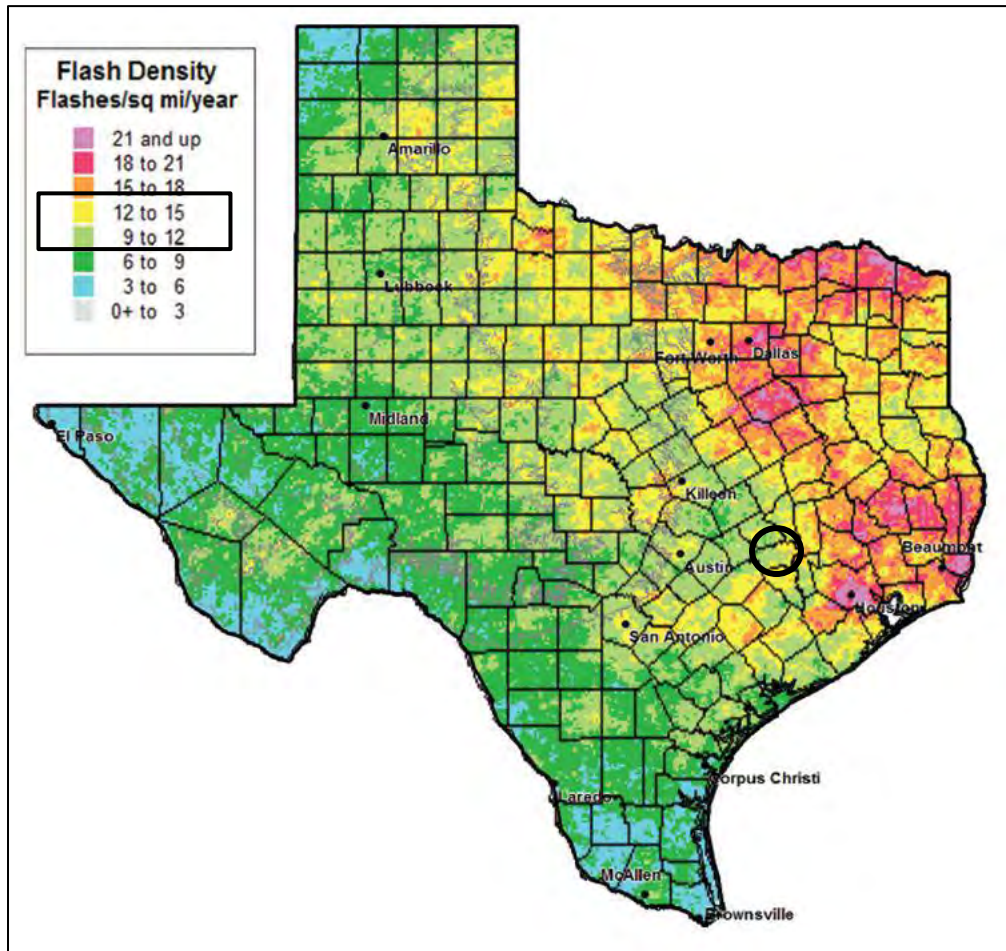 Flash Density
Flashes/sq mi/year
21 and up
18 to 21
15 to 18
12 to 15
9 to 12
6 to 9
3 to 6
0+ to 3
Amarillo
Lubbock
Fort Worth
Dallas
Midland
El Paso
Killeen
Beaumont
Austin
Houston
San Antonio
Corpus Christi
Laredo
McAllen
Brownsville